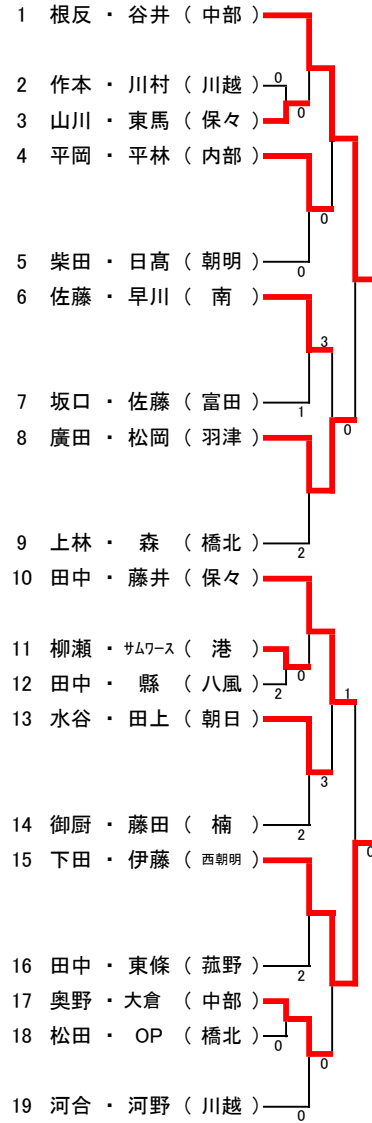 1 根反 ・ 谷井 ( 中部 )
0
2 作本 ・ 川村 ( 川越 )
3 山川 ・ 東馬 ( 保々 )
0
4 平岡 ・ 平林 ( 内部 )
0
5 柴田 ・ 日髙 ( 朝明 )
0
6 佐藤 ・ 早川 ( 南 )
3
7 坂口 ・ 佐藤 ( 富田 )
1
0
8 廣田 ・ 松岡 ( 羽津 )
9 上林 ・ 森 ( 橋北 )
2
10 田中 ・ 藤井 ( 保々 )
11 柳瀬 ・ サムワース ( 港 )
0
12 田中 ・ 縣 ( 八風 )
2
1
13 水谷 ・ 田上 ( 朝日 )
3
14 御厨 ・ 藤田 ( 楠 )
2
0
15 下田 ・ 伊藤 ( 西朝明 )
16 田中 ・ 東條 ( 菰野 )
2
17 奥野 ・ 大倉 ( 中部 )
18 松田 ・ OP ( 橋北 )
0
0
19 河合 ・ 河野 ( 川越 )
0